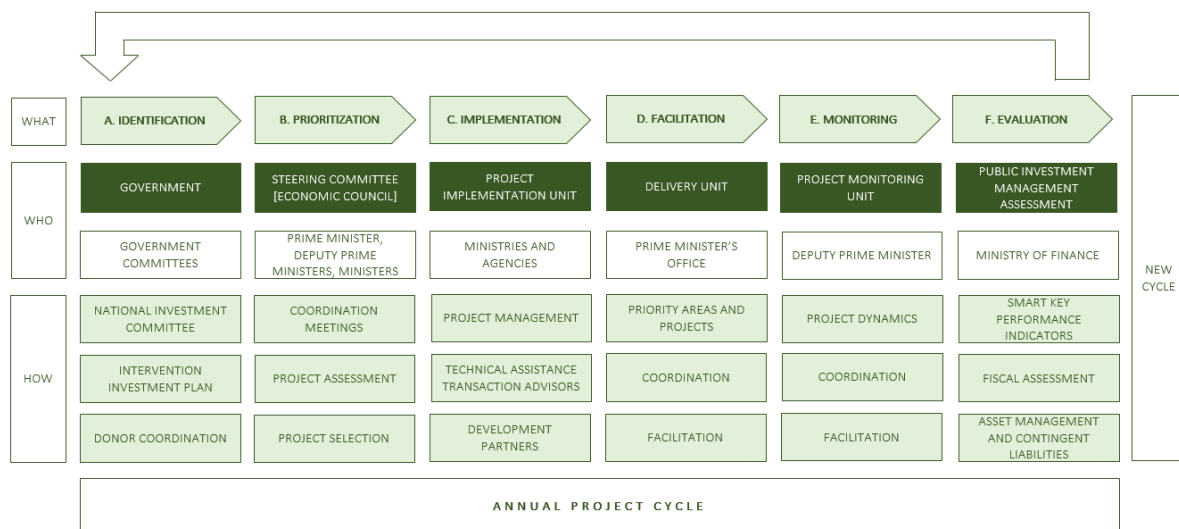 WHAT
A. IDENTIFICATION
B. PRIORITIZATION
C. IMPLEMENTATION
D. FACILITATION
E. MONITORING
F. EVALUATION
WHO
GOVERNMENT
STEERING COMMITTEE
[ECONOMIC COUNCIL]
PROJECT
IMPLEMENTATION UNIT
DELIVERY UNIT
PROJECT MONITORING
UNIT
PUBLIC INVESTMENT
MANAGEMENT
ASSESSMENT
GOVERNMENT
COMMITTEES
PRIME MINISTER,
DEPUTY PRIME
MINISTERS, MINISTERS
MINISTRIES AND
AGENCIES
PRIME MINISTER'S
OFFICE
DEPUTY PRIME MINISTER
MINISTRY OF FINANCE
HOW
NATIONAL INVESTMENT
COMMITTEE
COORDINATION
MEETINGS
PROJECT MANAGEMENT
PRIORITY AREAS AND
PROJECTS
PROJECT DYNAMICS
SMART KEY
PERFORMANCE
INDICATORS
INTERVENTION
INVESTMENT PLAN
PROJECT ASSESSMENT
TECHNICAL ASSISTANCE
TRANSACTION ADVISORS
COORDINATION
COORDINATION
FISCAL ASSESSMENT
DONOR COORDINATION
PROJECT SELECTION
DEVELOPMENT
PARTNERS
FACILITATION
FACILITATION
ASSET MANAGEMENT
AND CONTINGENT
LIABILITIES
NEW
CYCLE
ANNUAL PROJECT CYCLE